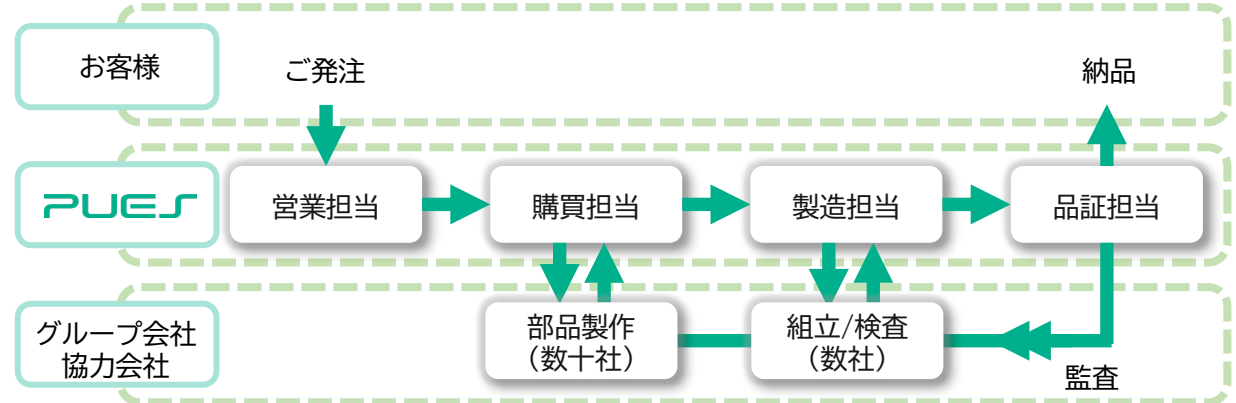 お客様
ご発注
納品
PUES
営業担当
購買担当
製造担当
品証担当
グループ会社
協力会社
部品製作
（数十社）
組立/検査
（数社）
監査